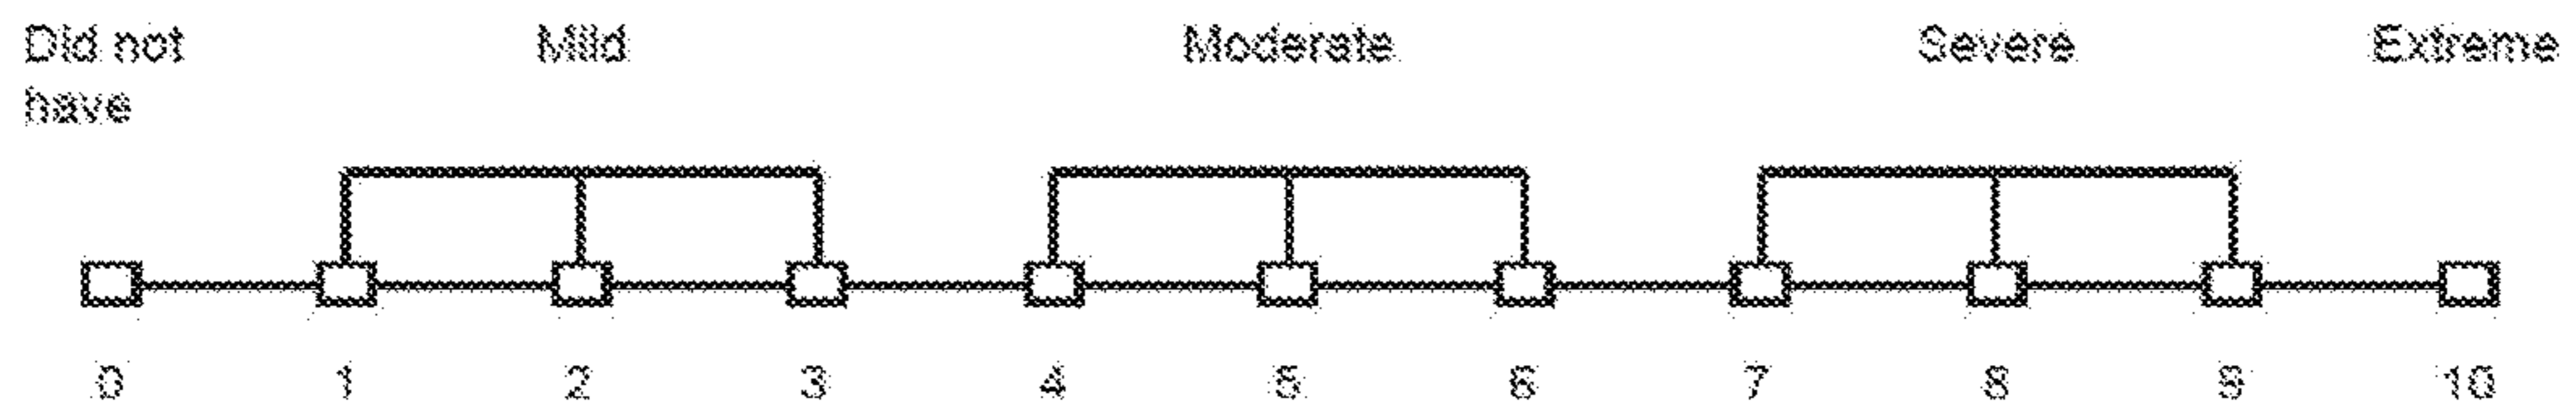 Did not have Mild Moderate Severe Extreme
0 1 2 3 4 5 6 7 8 9 10